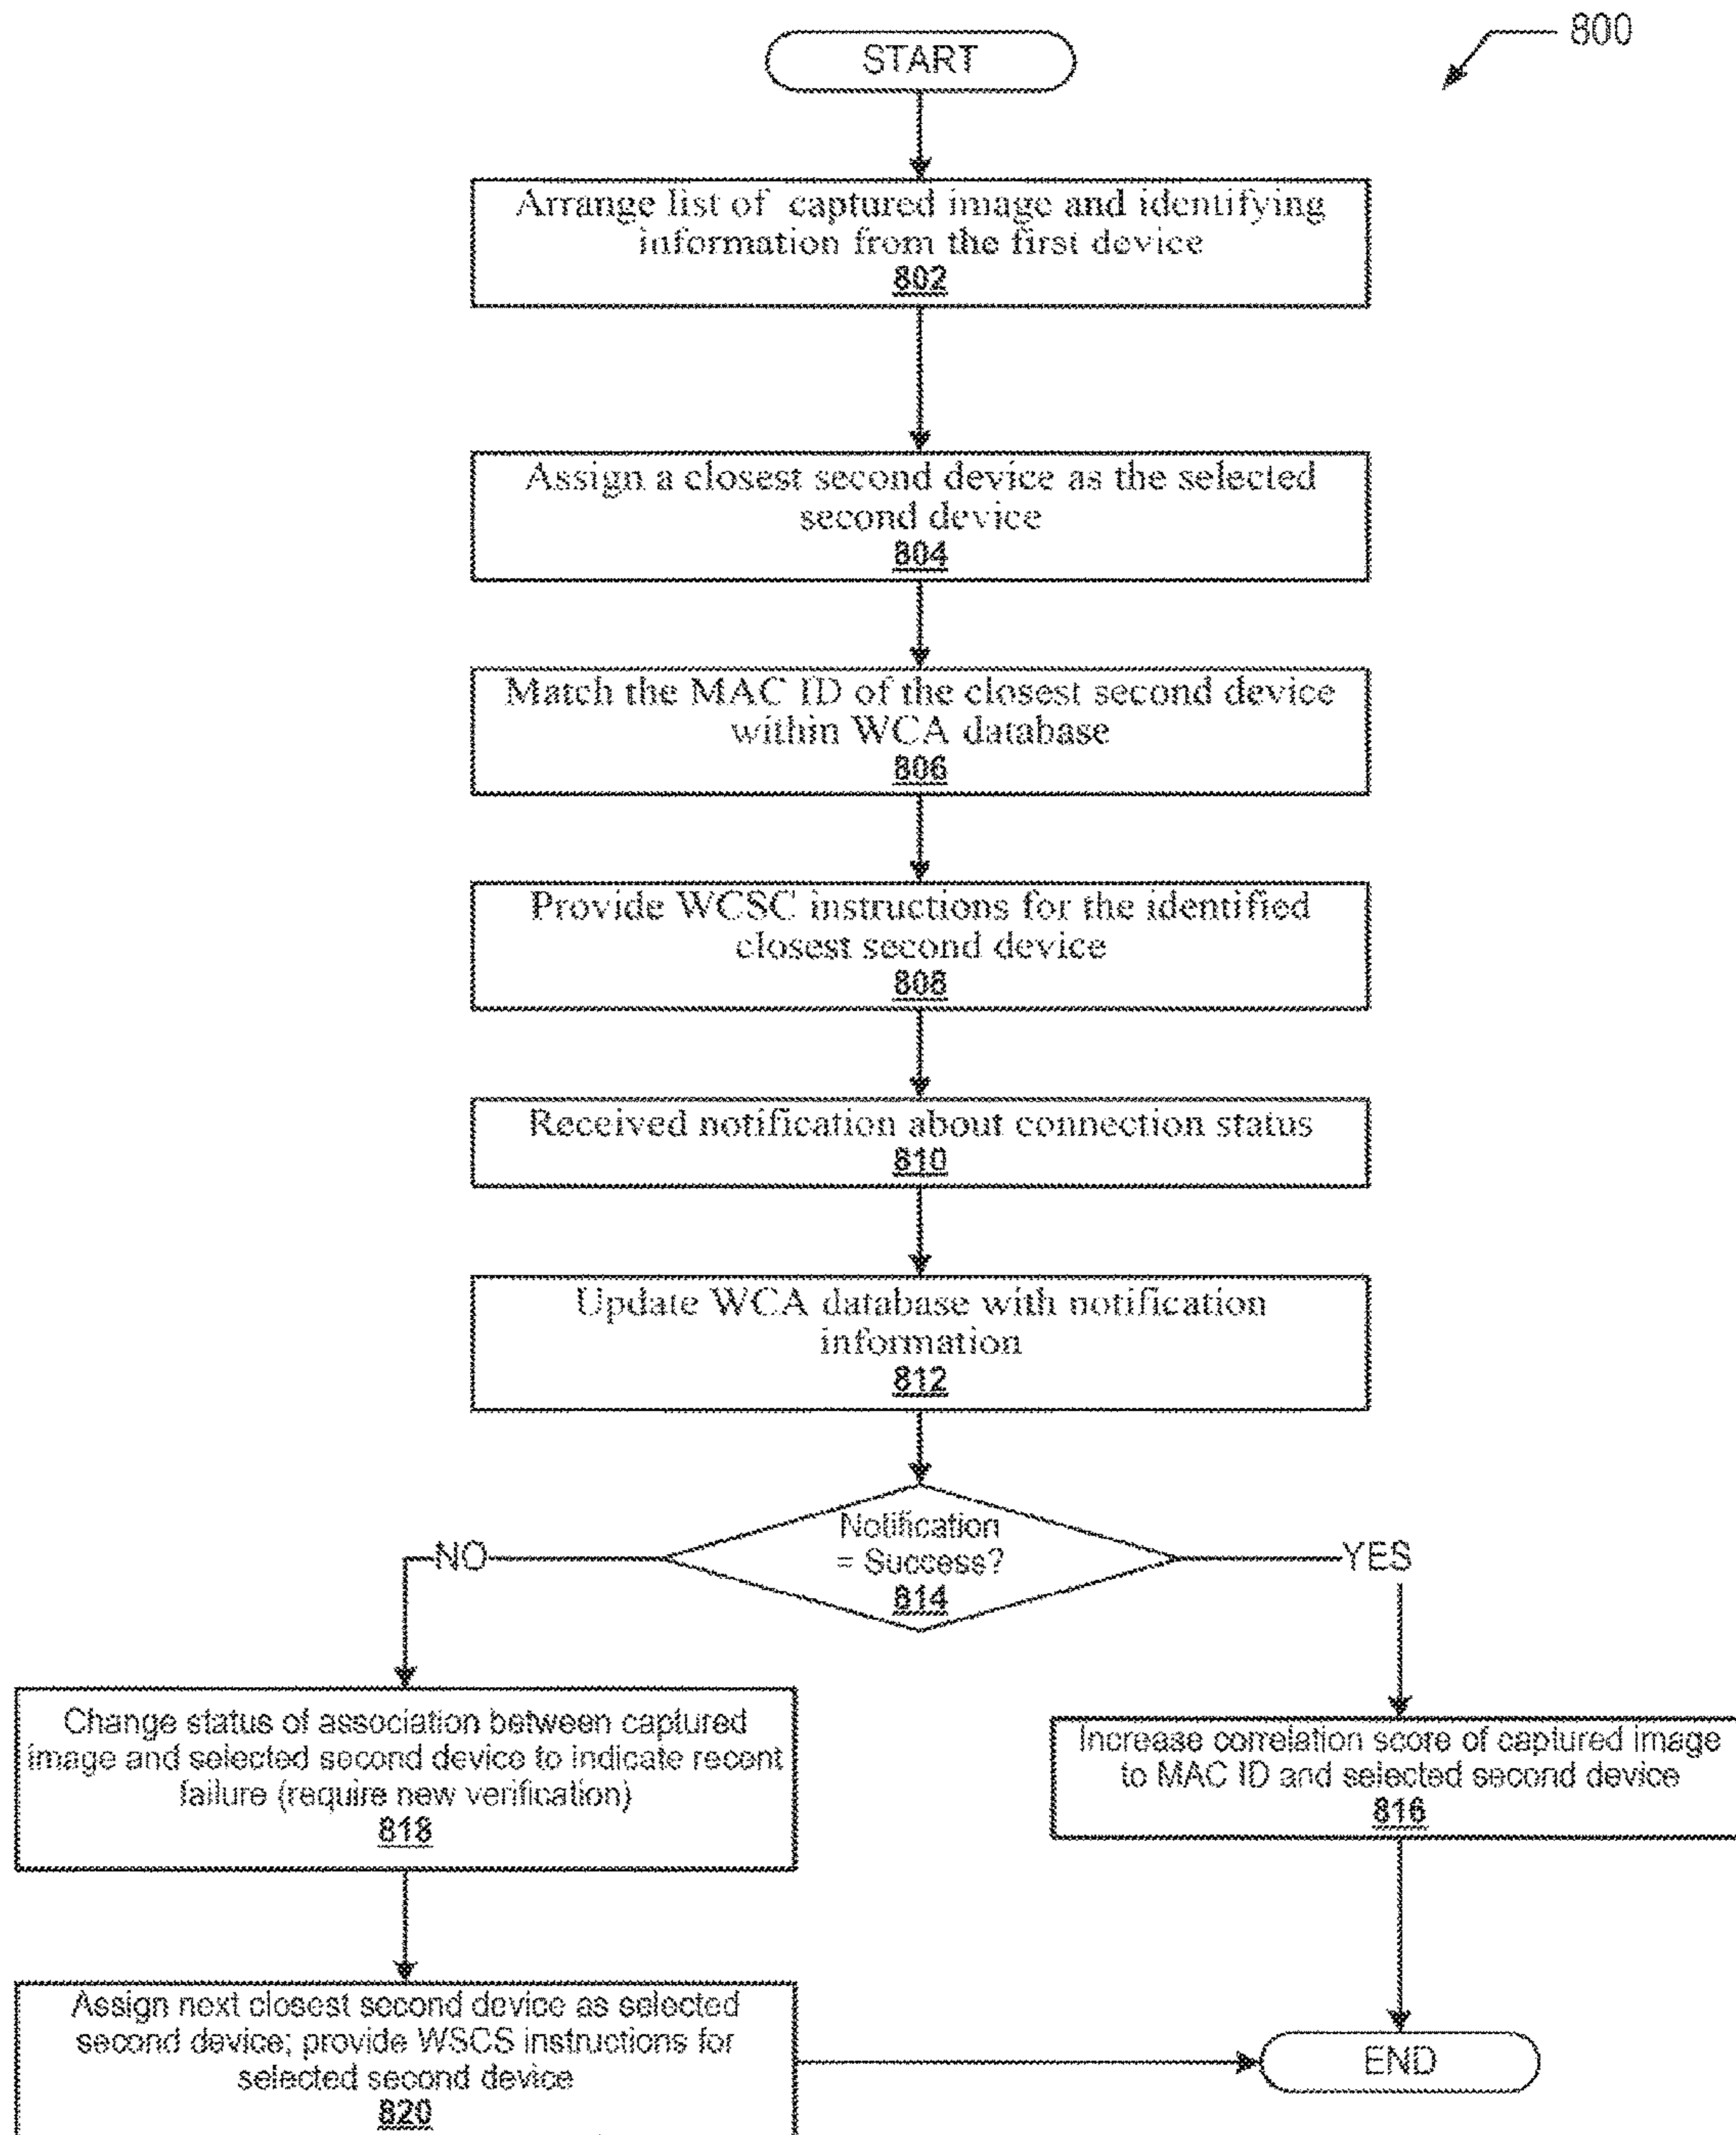 800
START
Arrange list of captured image and identifying
information from the first device
802
Assign a closest second device as the selected
second device
804
Match the MAC ID of the closest second device
within WCA database
806
Provide WCSC instructions for the identified
closest second device
808
Received notification about connection status
810
Update WCA database with notification
information
812
Notification
= Success?
814
NO
YES
Change status of association between captured
image and selected second device to indicate recent
failure (require new verification)
818
Increase correlation score of captured image
to MAC ID and selected second device
816
Assign next closest second device as selected
second device; provide WSCS instructions for
selected second device
820
END